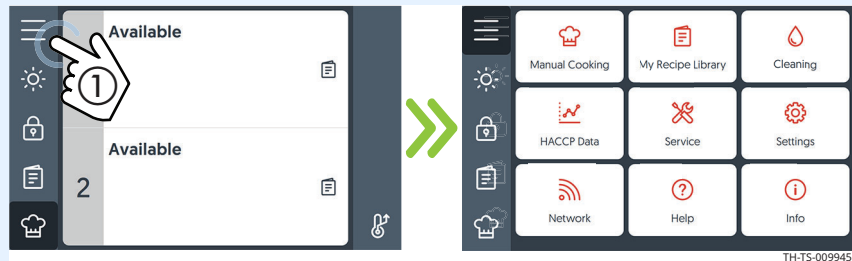 Available
1
Available
2
Manual Cooking
My Recipe Library
Cleaning
HACCP Data
Service
Settings
Network
Help
Info
TH-TS-009945